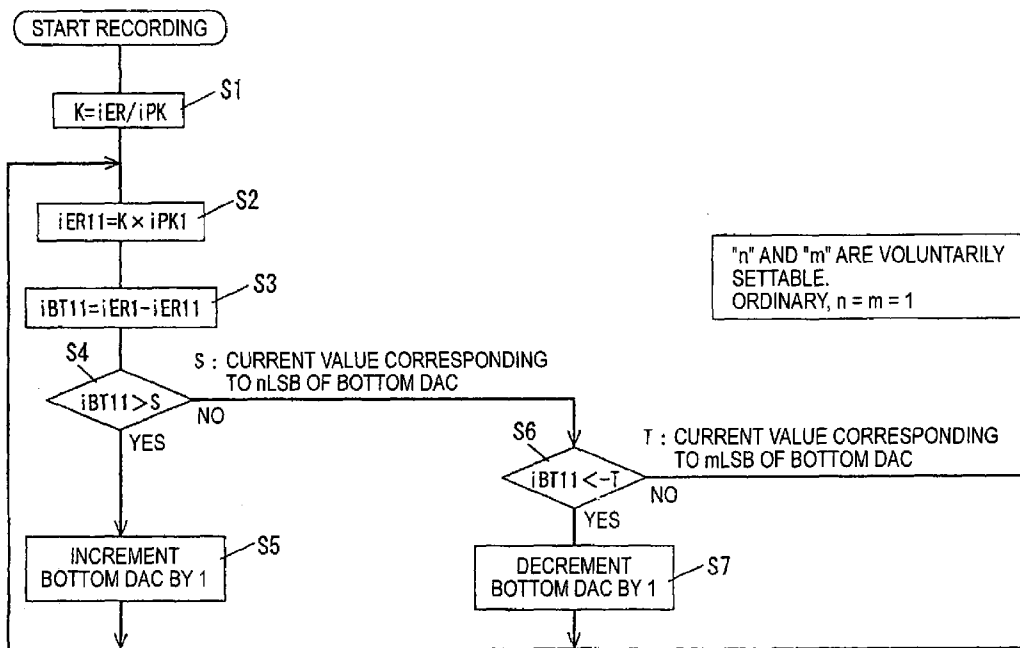 START RECORDING
S1
K=iER/iPK
S2
iER11=K×iPK1
S3
iBT11=iER1-iER11
"n" AND "m" ARE VOLUNTARILY
SETTABLE.
ORDINARY, n = m = 1
S4
S : CURRENT VALUE CORRESPONDING
TO nLSB OF BOTTOM DAC
iBT11>S
NO
YES
S6
T : CURRENT VALUE CORRESPONDING
TO mLSB OF BOTTOM DAC
iBT11<-T
NO
YES
S5
INCREMENT
BOTTOM DAC BY 1
S7
DECREMENT
BOTTOM DAC BY 1